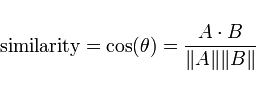 similarity = cos(θ) = A · B / ‖A‖‖B‖